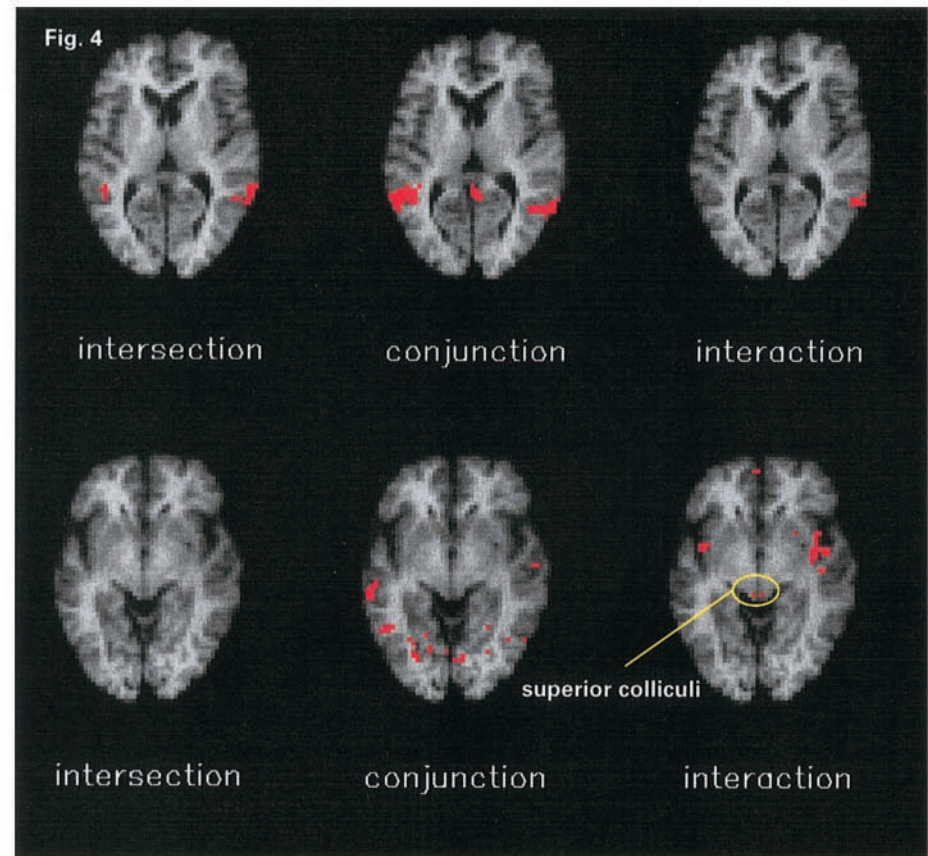 Fig. 4
intersection conjunction interaction
superior colliculi
intersection conjunction interaction